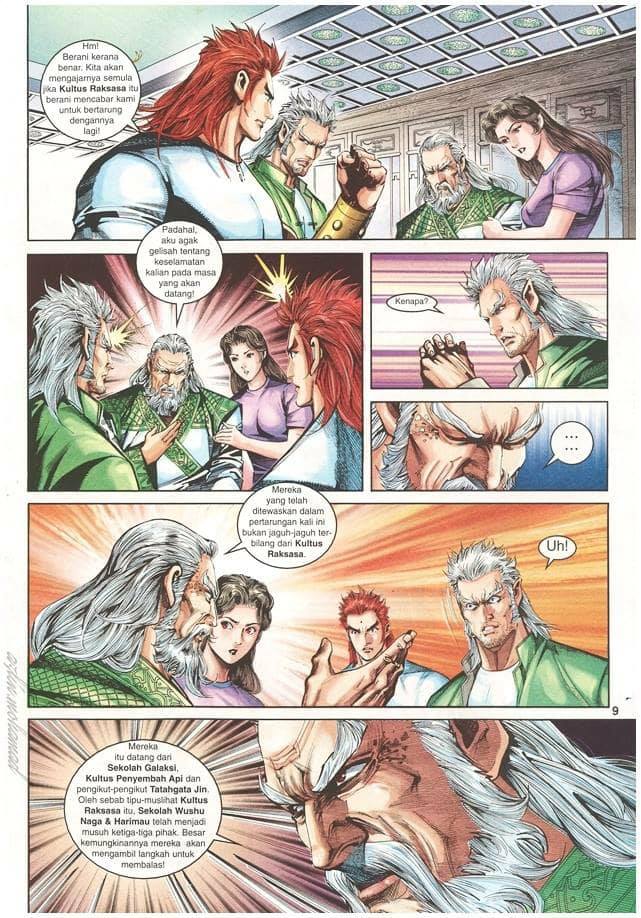 Hm!
Berani kerana
benar. Kita akan
mengajarnya semula
jika Kultus Raksasa itu
berani mencabar kami
untuk bertarung
dengannya
lagi!
Padahal,
aku agak
gelisah tentang
keselamatan
kalian pada masa
yang akan
datang!
Kenapa?
...
...
Mereka
yang telah
ditewaskan dalam
pertarungan kali ini
bukan jaguh-jaguh ter-
bilang dari Kultus
Raksasa.
Uh!
9
Mereka
itu datang dari
Sekolah Galaksi,
Kultus Penyembah Api dan
pengikut-pengikut Tatahgata Jin.
Oleh sebab tipu-muslihat Kultus
Raksasa itu, Sekolah Wushu
Naga & Harimau telah menjadi
musuh ketiga-tiga pihak. Besar
kemungkinannya mereka akan
mengambil langkah untuk
membalas!